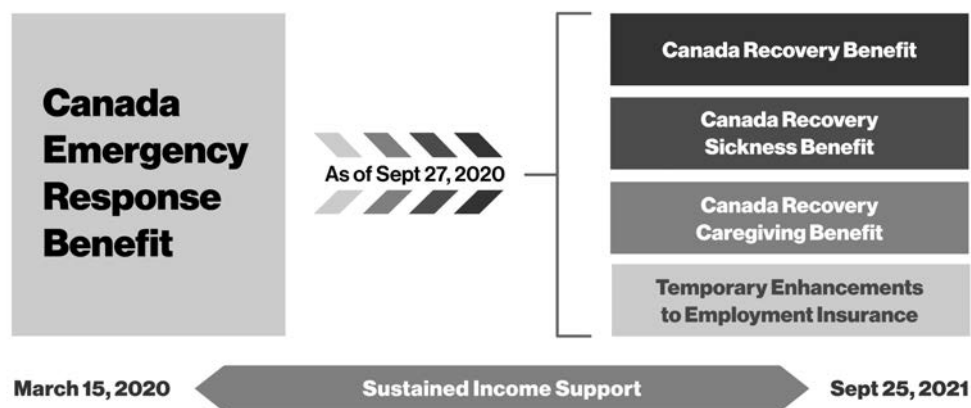 Canada
Emergency
Response
Benefit
As of Sept 27, 2020
Canada Recovery Benefit
Canada Recovery
Sickness Benefit
Canada Recovery
Caregiving Benefit
Temporary Enhancements
to Employment Insurance
March 15, 2020
Sustained Income Support
Sept 25, 2021